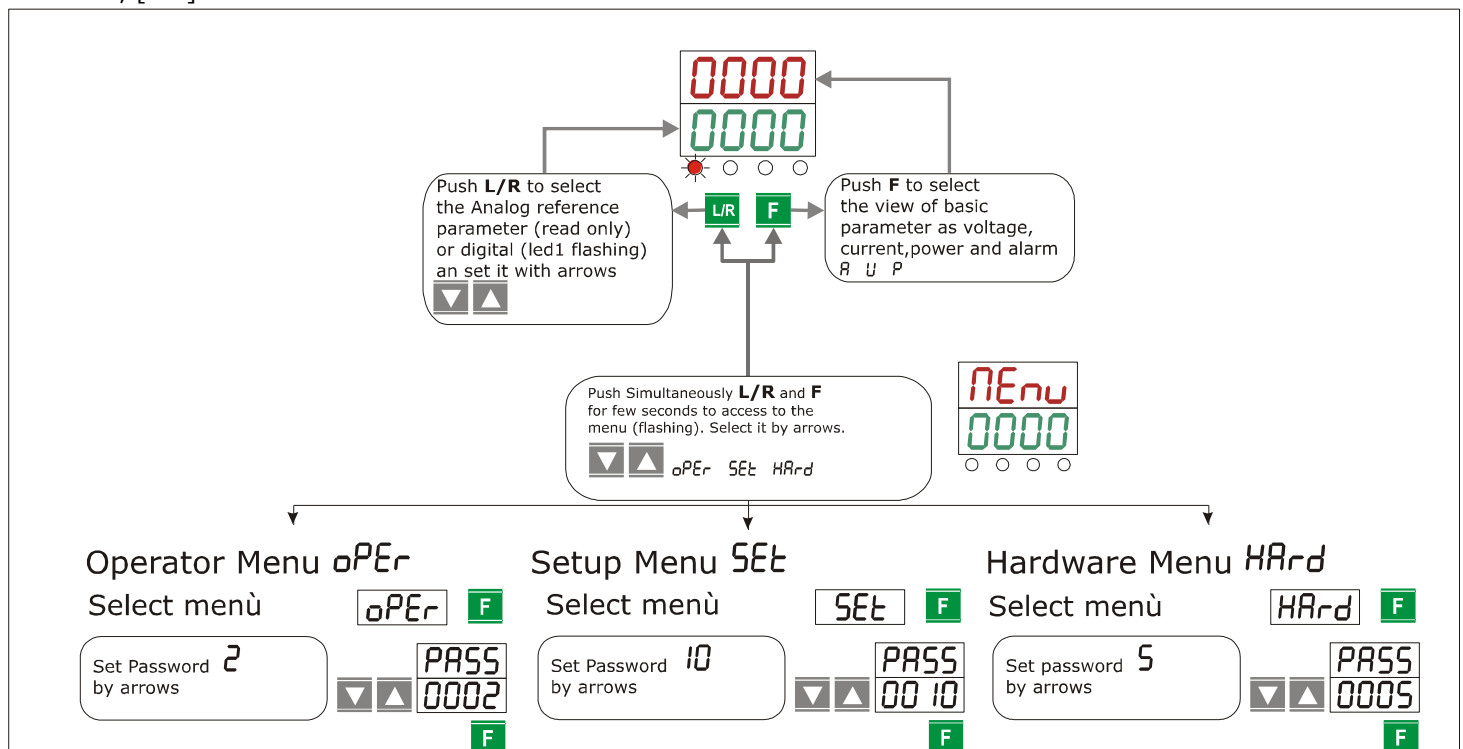 0000
0000
Push L/R to select
the Analog reference
parameter (read only)
or digital (led1 flashing)
an set it with arrows
L/R
F
Push F to select
the view of basic
parameter as voltage,
current,power and alarm
A U P
Push Simultaneously L/R and F
for few seconds to access to the
menu (flashing). Select it by arrows.
oPEr SEt HArd
MEnu
0000
Operator Menu oPEr
Select menù
oPEr
F
Set Password 2
by arrows
PASS
0002
F
Setup Menu SEt
Select menù
SEt
F
Set Password 10
by arrows
PASS
0010
F
Hardware Menu HArd
Select menù
HArd
F
Set password 5
by arrows
PASS
0005
F